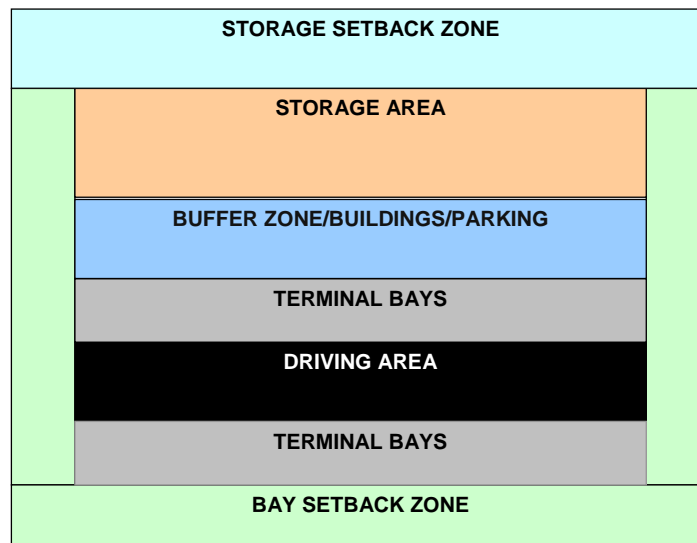 STORAGE SETBACK ZONE
STORAGE AREA
BUFFER ZONE/BUILDINGS/PARKING
TERMINAL BAYS
DRIVING AREA
TERMINAL BAYS
BAY SETBACK ZONE